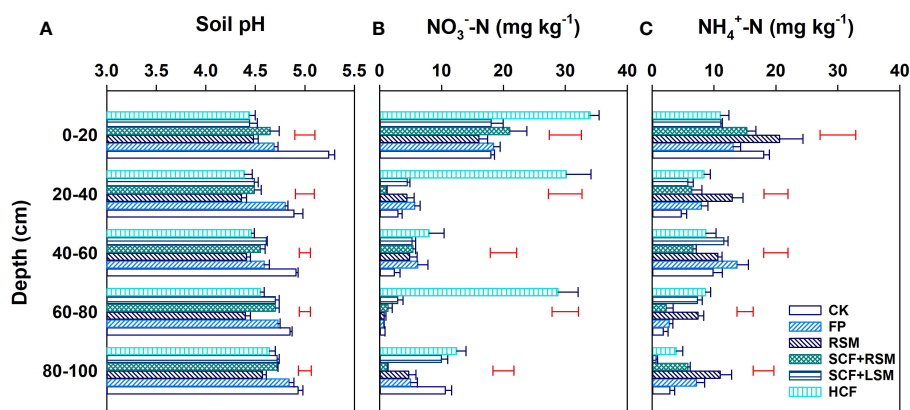 A Soil pH B NO₃⁻-N (mg kg⁻¹) C NH₄⁺-N (mg kg⁻¹)
3.0 3.5 4.0 4.5 5.0 5.5 0 10 20 30 40 0 10 20 30 40
Depth (cm)
0-20
20-40
40-60
60-80
80-100
CK
FP
RSM
SCF+RSM
SCF+LSM
HCF